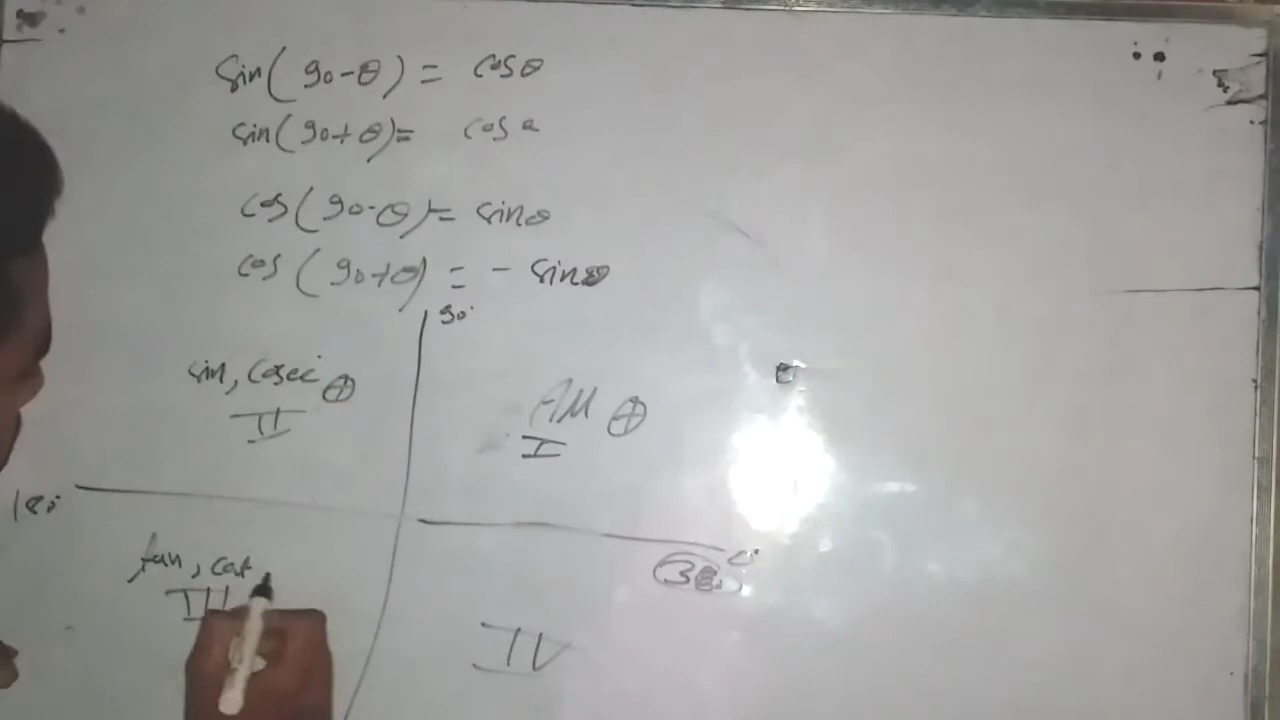 sin(90-θ) = cosθ
sin(90+θ)= cos
cos(90-θ)= sinθ
cos(90+θ) = - sinθ
90°
sin, cosec ⊕
II
All ⊕
I
180°
0°
tan, cot
III
IV